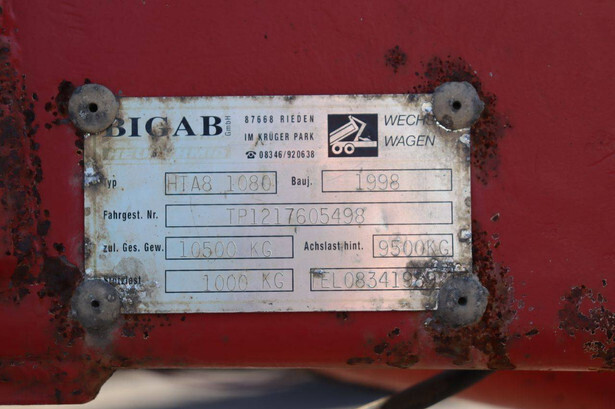 BIGAB GmbH
87668 RIEDEN
IM KRÜGER PARK
☎ 08346/920638
WECH
WAGEN
yp HTA8 1080 Bauj. 1998
Fahrgest. Nr. TP1217605498
zul. Ges. Gew. 10500 KG Achslast hint. 9500KG
1000 KG